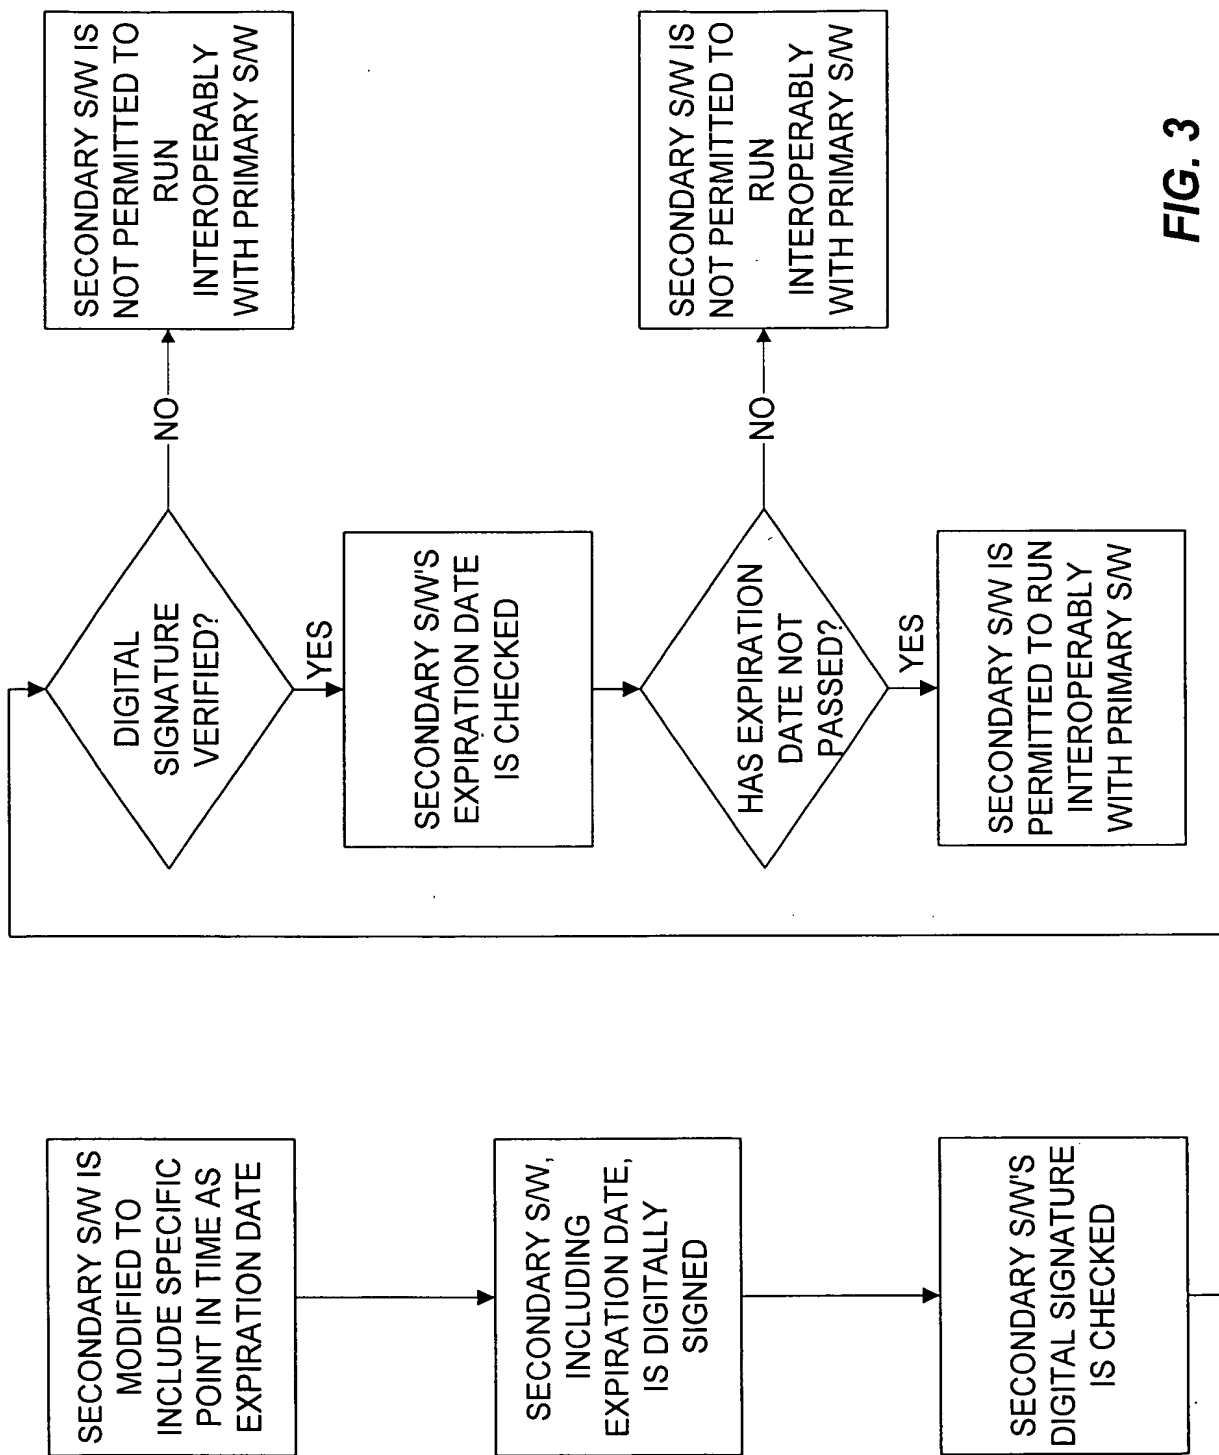 SECONDARY S/W IS
MODIFIED TO
INCLUDE SPECIFIC
POINT IN TIME AS
EXPIRATION DATE
SECONDARY S/W,
INCLUDING
EXPIRATION DATE,
IS DIGITALLY
SIGNED
SECONDARY S/W'S
DIGITAL SIGNATURE
IS CHECKED
DIGITAL
SIGNATURE
VERIFIED?
NO
SECONDARY S/W IS
NOT PERMITTED TO
RUN
INTEROPERABLY
WITH PRIMARY S/W
YES
SECONDARY S/W'S
EXPIRATION DATE
IS CHECKED
HAS EXPIRATION
DATE NOT
PASSED?
NO
SECONDARY S/W IS
NOT PERMITTED TO
RUN
INTEROPERABLY
WITH PRIMARY S/W
YES
SECONDARY S/W IS
PERMITTED TO RUN
INTEROPERABLY
WITH PRIMARY S/W
FIG. 3